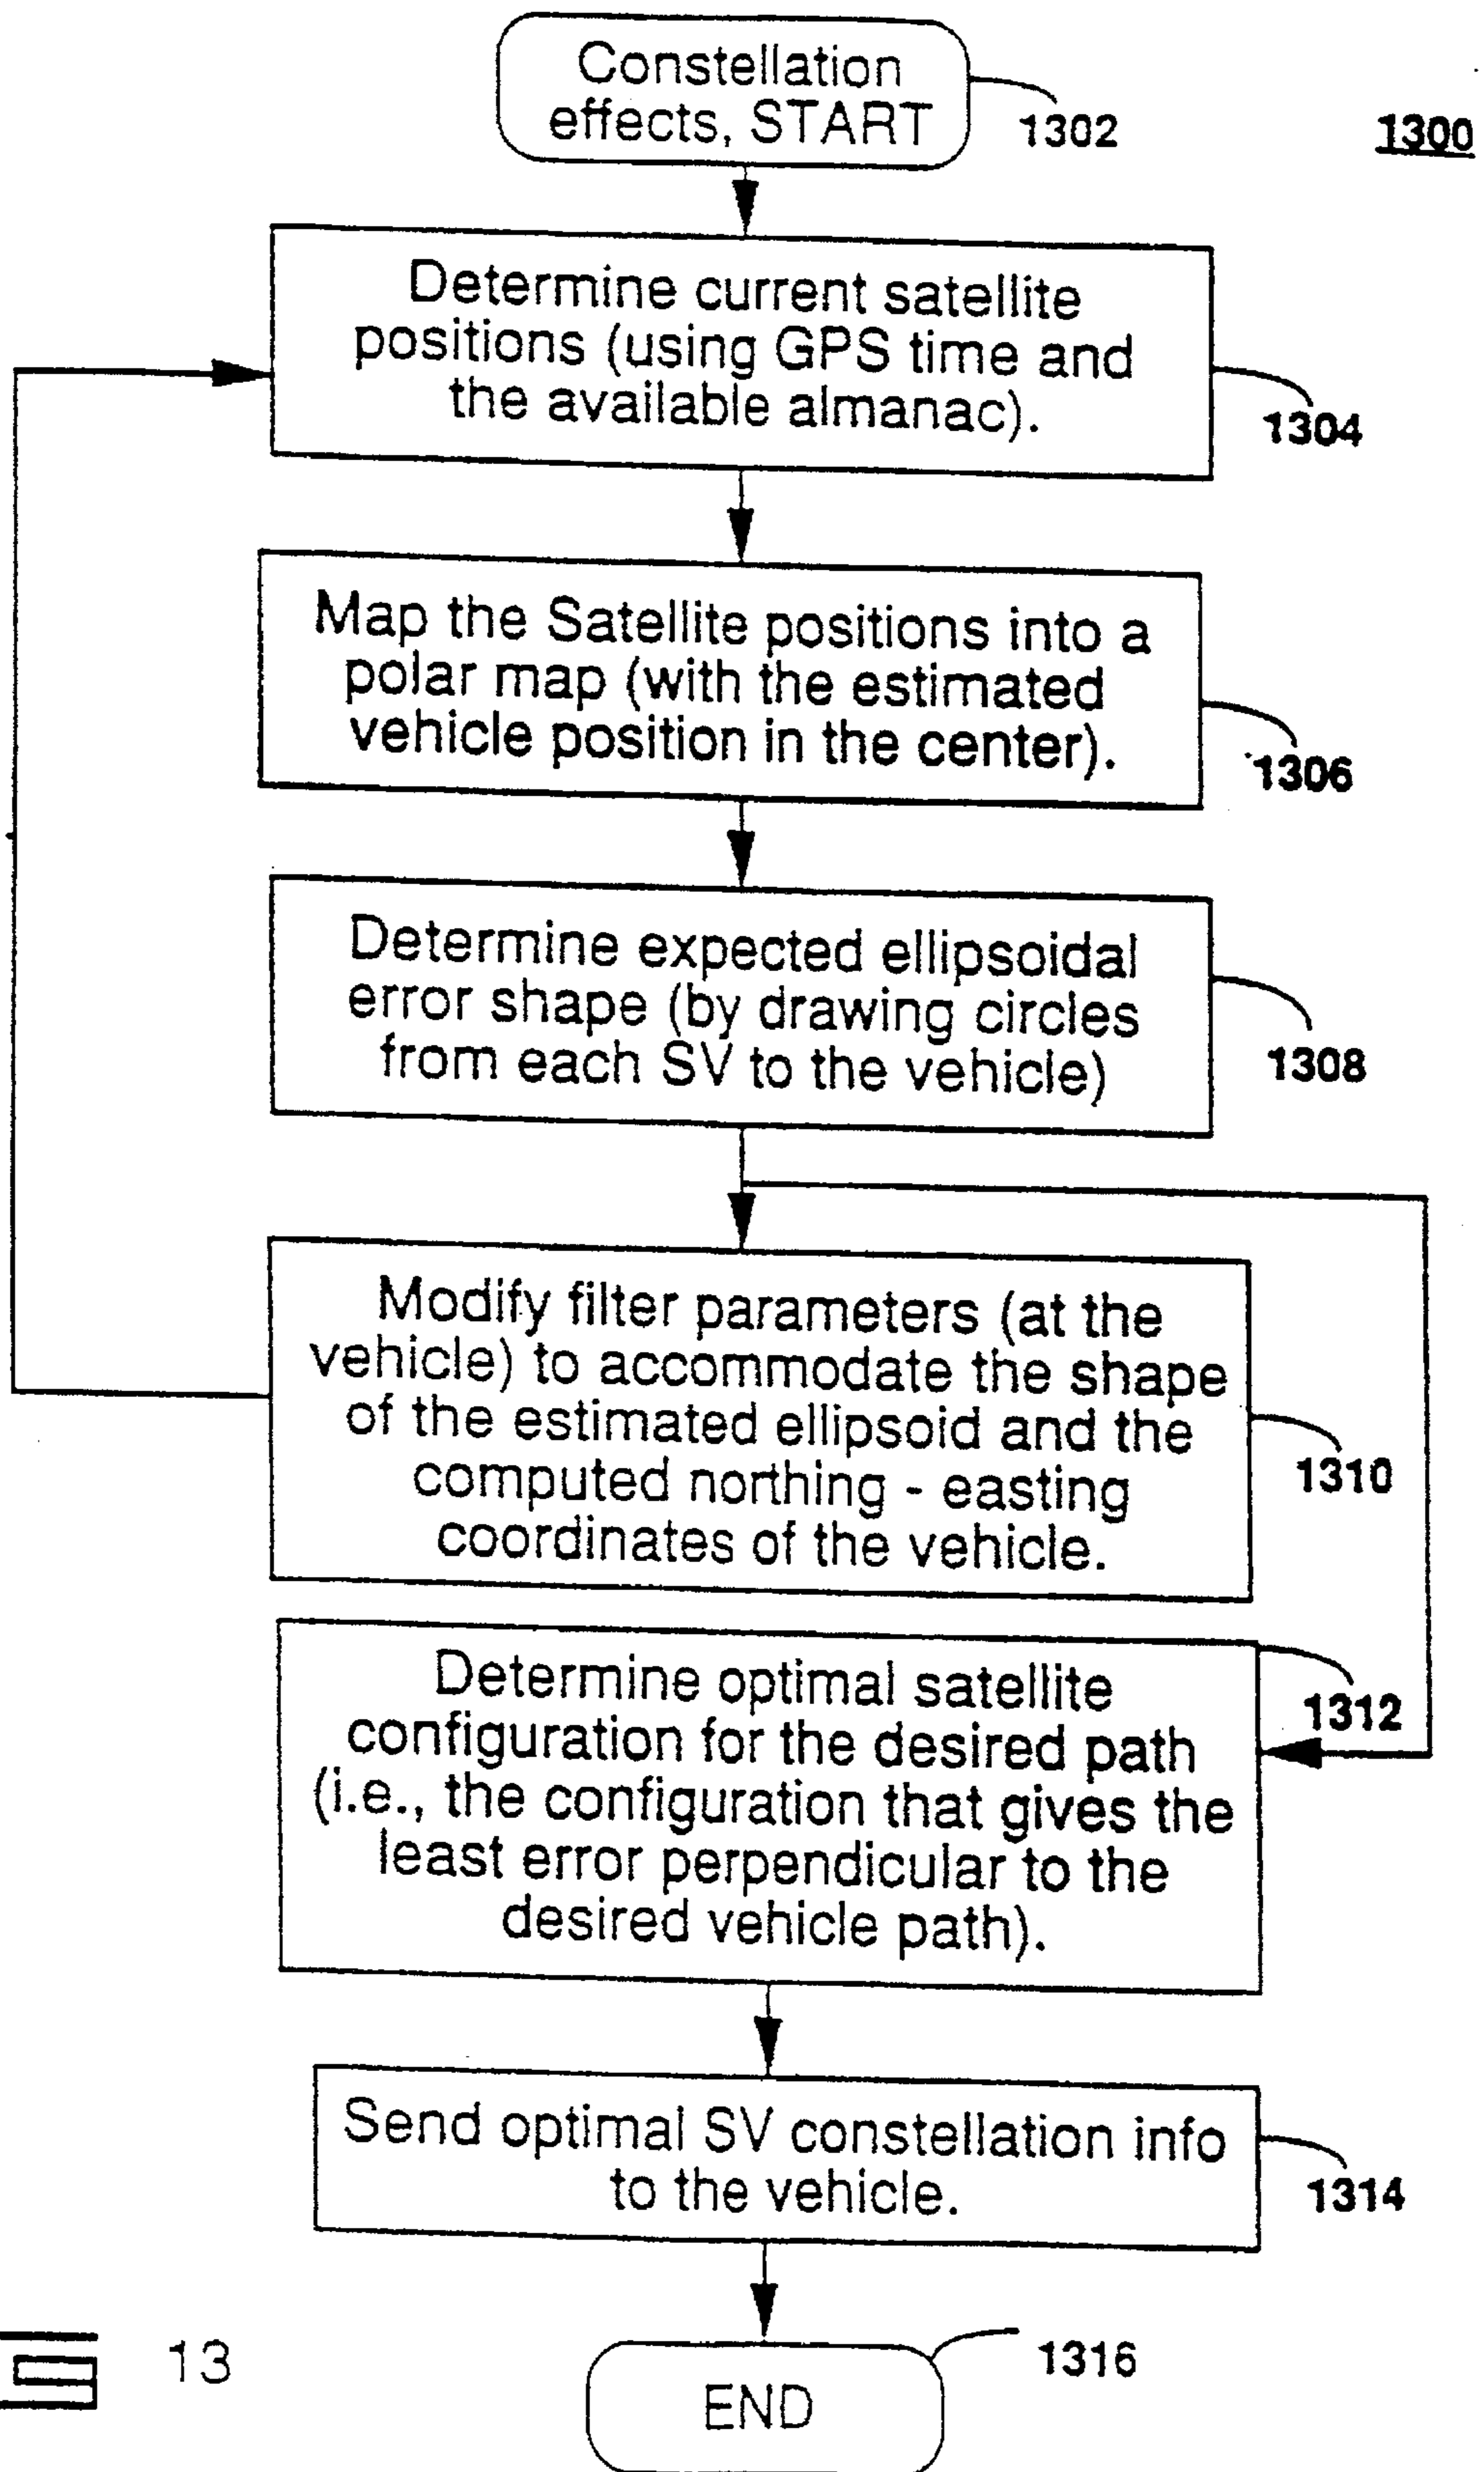 Constellation
effects, START
1302
1300
Determine current satellite
positions (using GPS time and
the available almanac).
1304
Map the Satellite positions into a
polar map (with the estimated
vehicle position in the center).
1306
Determine expected ellipsoidal
error shape (by drawing circles
from each SV to the vehicle)
1308
Modify filter parameters (at the
vehicle) to accommodate the shape
of the estimated ellipsoid and the
computed northing - easting
coordinates of the vehicle.
1310
Determine optimal satellite
configuration for the desired path
(i.e., the configuration that gives the
least error perpendicular to the
desired vehicle path).
1312
Send optimal SV constellation info
to the vehicle.
1314
END
1316
13